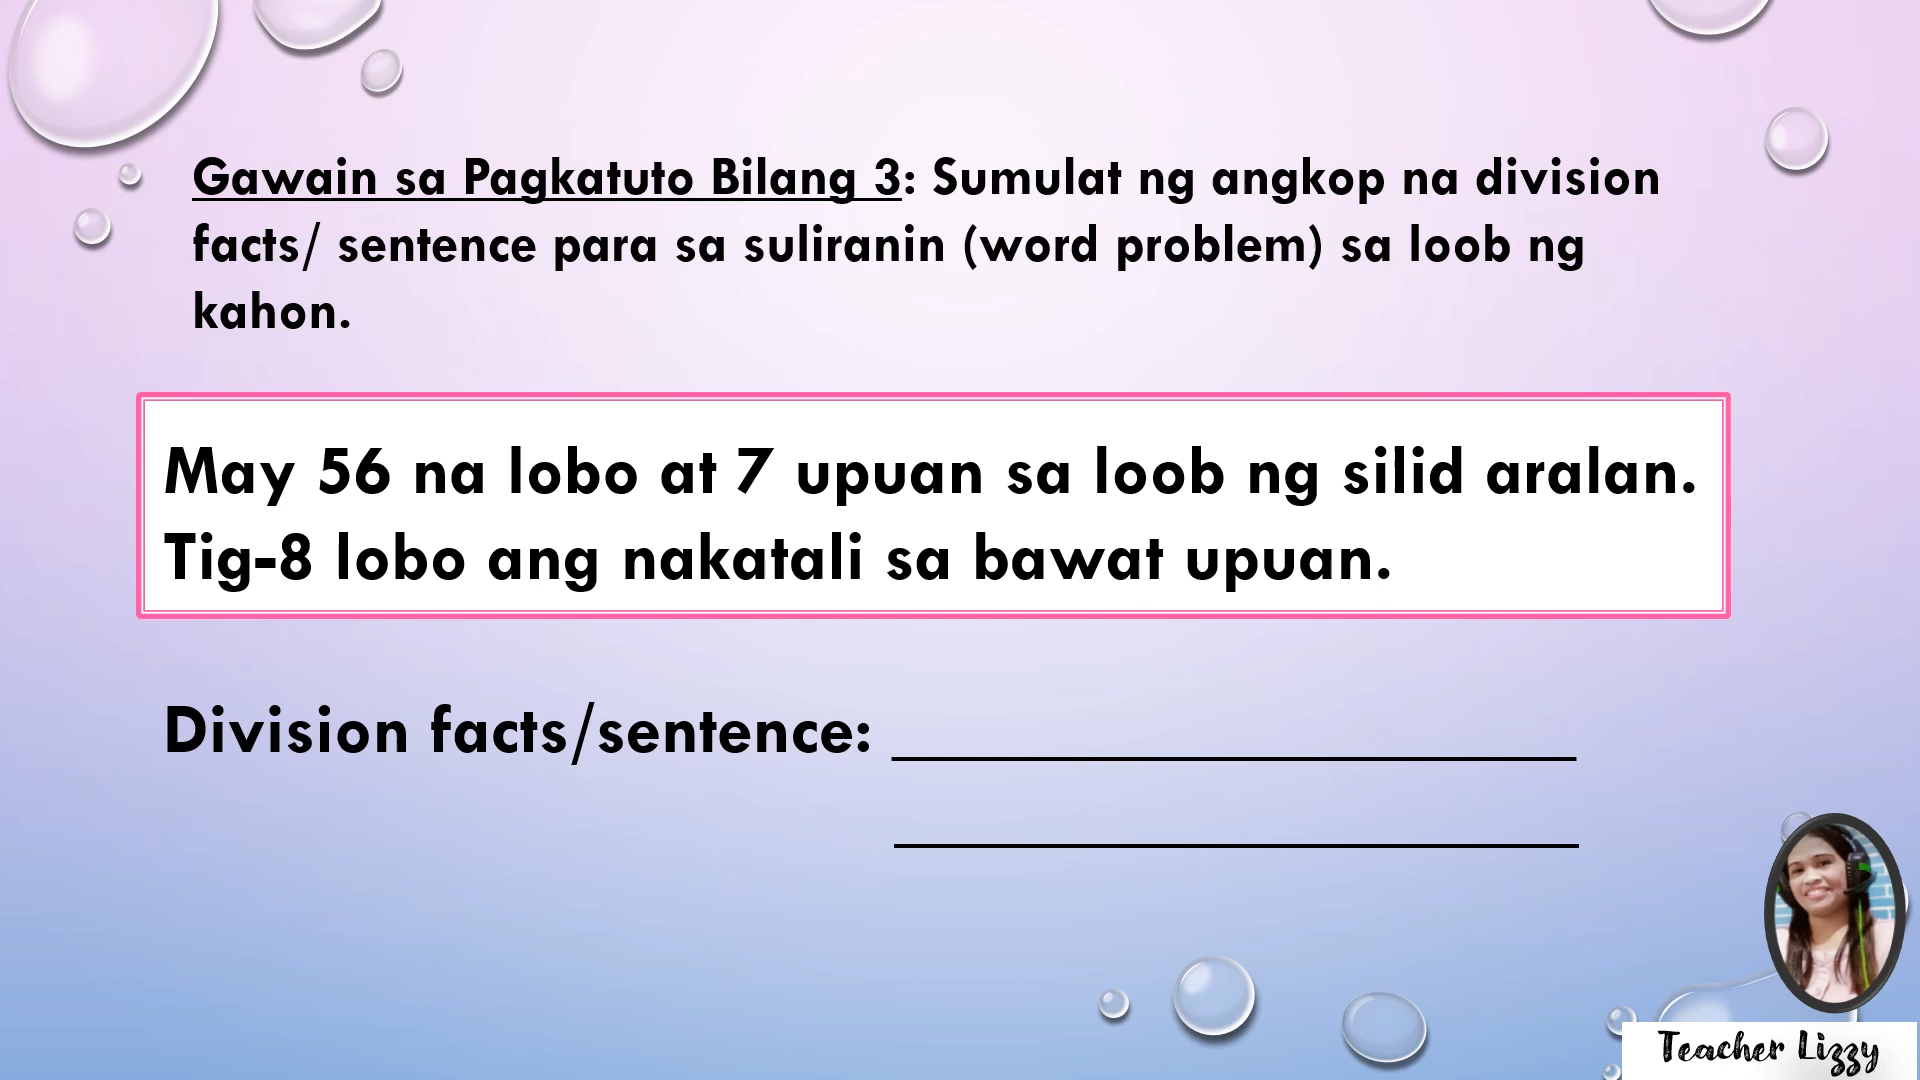 Gawain sa Pagkatuto Bilang 3: Sumulat ng angkop na division
facts/ sentence para sa suliranin (word problem) sa loob ng
kahon.
May 56 na lobo at 7 upuan sa loob ng silid aralan.
Tig-8 lobo ang nakatali sa bawat upuan.
Division facts/sentence: ____________________
____________________
Teacher Lizzy